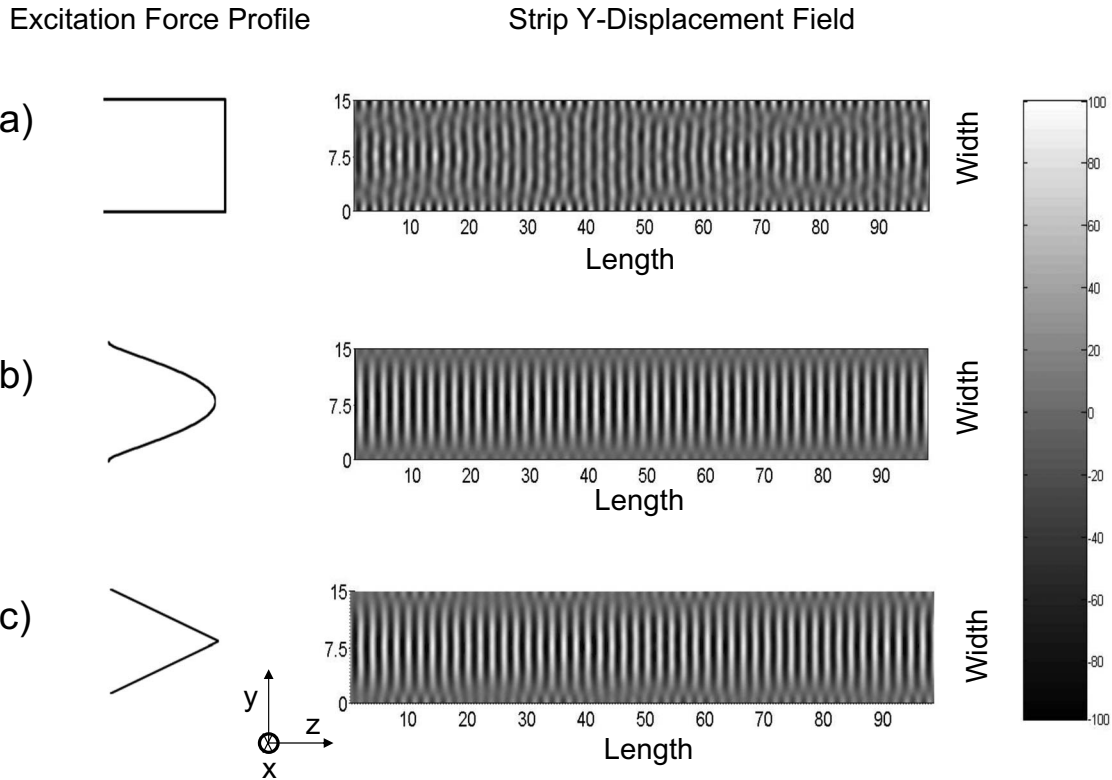 Excitation Force Profile Strip Y-Displacement Field
a)
15
7.5
0
10 20 30 40 50 60 70 80 90
Length
Width
b)
15
7.5
0
10 20 30 40 50 60 70 80 90
Length
Width
c)
15
7.5
0
10 20 30 40 50 60 70 80 90
Length
Width
y
z
x
100
80
60
40
20
0
-20
-40
-60
-80
-100